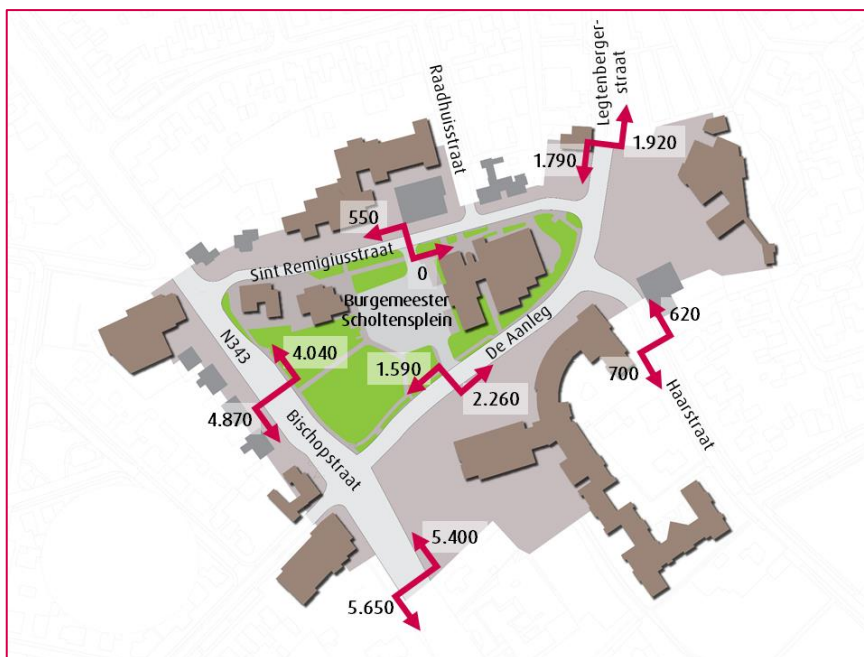 Legtenberger-
straat
Raadhuisstraat
1.920
1.790
550
Sint Remigiusstraat
0
Burgemeester
Scholtensplein
620
N343
De Aanleg
4.040
1.590
700
2.260
Haarstraat
4.870
Bischopstraat
5.400
5.650